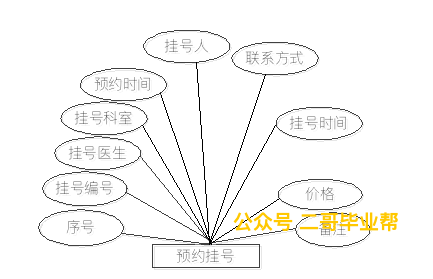 挂号人
联系方式
预约时间
挂号科室
挂号时间
挂号医生
挂号编号
价格
公众号 二哥毕业帮
序号
备注
预约挂号